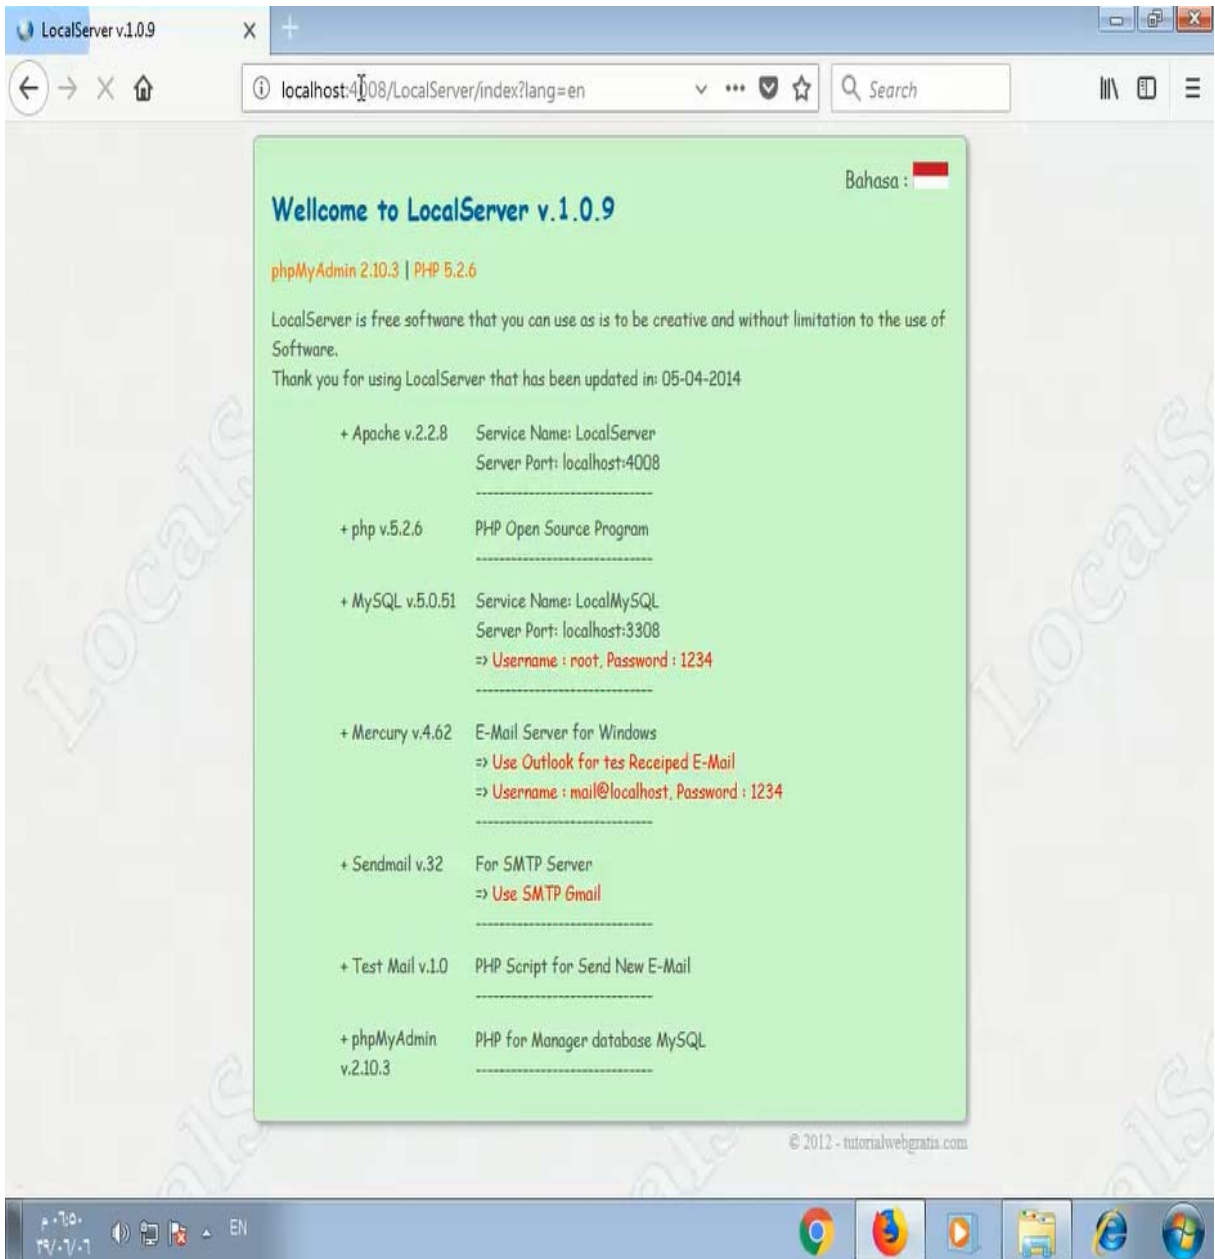 LocalServer v.1.0.9
localhost:4008/LocalServer/index?lang=en
Search
Bahasa :
Wellcome to LocalServer v.1.0.9
phpMyAdmin 2.10.3 | PHP 5.2.6
LocalServer is free software that you can use as is to be creative and without limitation to the use of
Software.
Thank you for using LocalServer that has been updated in: 05-04-2014
+ Apache v.2.2.8 Service Name: LocalServer
Server Port: localhost:4008
------------------------------
+ php v.5.2.6 PHP Open Source Program
------------------------------
+ MySQL v.5.0.51 Service Name: LocalMySQL
Server Port: localhost:3308
=> Username : root, Password : 1234
------------------------------
+ Mercury v.4.62 E-Mail Server for Windows
=> Use Outlook for tes Receiped E-Mail
=> Username : mail@localhost, Password : 1234
------------------------------
+ Sendmail v.32 For SMTP Server
=> Use SMTP Gmail
------------------------------
+ Test Mail v.1.0 PHP Script for Send New E-Mail
------------------------------
+ phpMyAdmin PHP for Manager database MySQL
v.2.10.3 ------------------------------
© 2012 - tutorialwebgratis.com
EN